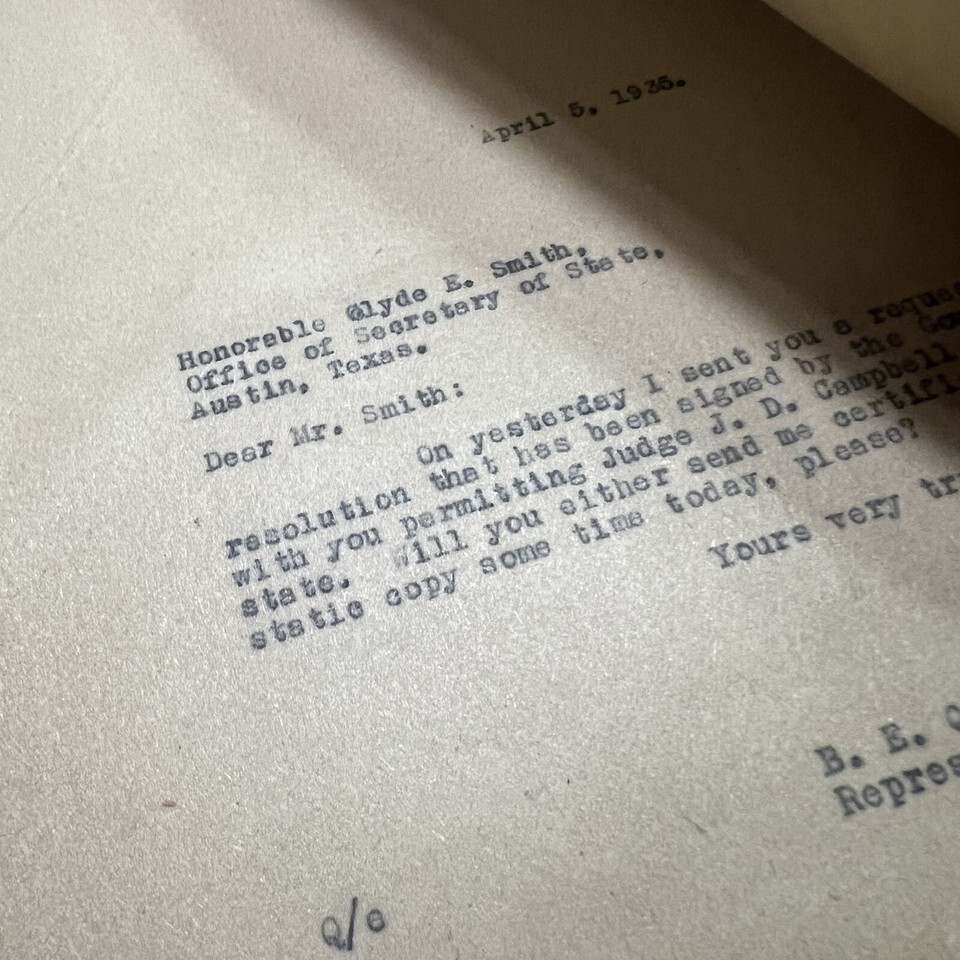 April 5, 1935.
Honorable Clyde E. Smith,
Office of Secretary of State,
Austin, Texas.
Dear Mr. Smith:
On yesterday I sent you a
resolution that has been signed by the
with you permitting Judge J. D. Campbell
state. Will you either send me
static copy some time today, please?
Yours very
B. E. Q
Q/e